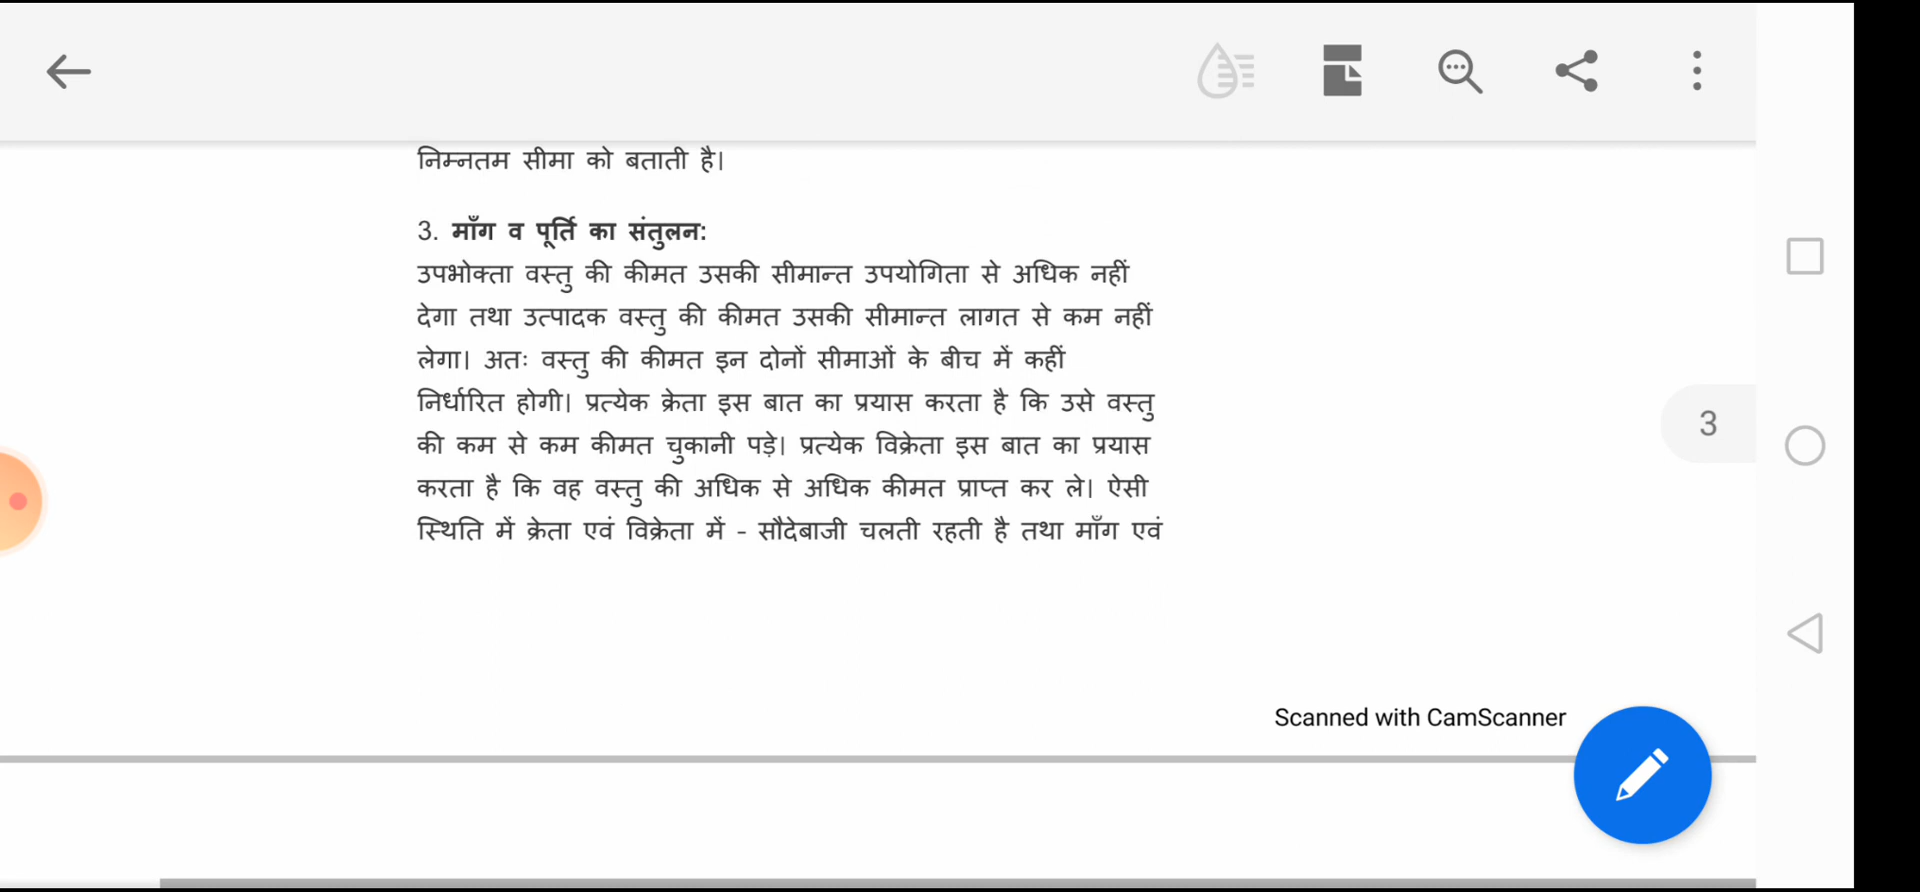 निम्नतम सीमा को बताती है।
3. माँग व पूर्ति का संतुलन:
उपभोक्ता वस्तु की कीमत उसकी सीमान्त उपयोगिता से अधिक नहीं
देगा तथा उत्पादक वस्तु की कीमत उसकी सीमान्त लागत से कम नहीं
लेगा। अतः वस्तु की कीमत इन दोनों सीमाओं के बीच में कहीं
निर्धारित होगी। प्रत्येक क्रेता इस बात का प्रयास करता है कि उसे वस्तु
की कम से कम कीमत चुकानी पड़े। प्रत्येक विक्रेता इस बात का प्रयास
करता है कि वह वस्तु की अधिक से अधिक कीमत प्राप्त कर ले। ऐसी
स्थिति में क्रेता एवं विक्रेता में - सौदेबाजी चलती रहती है तथा माँग एवं
3
Scanned with CamScanner